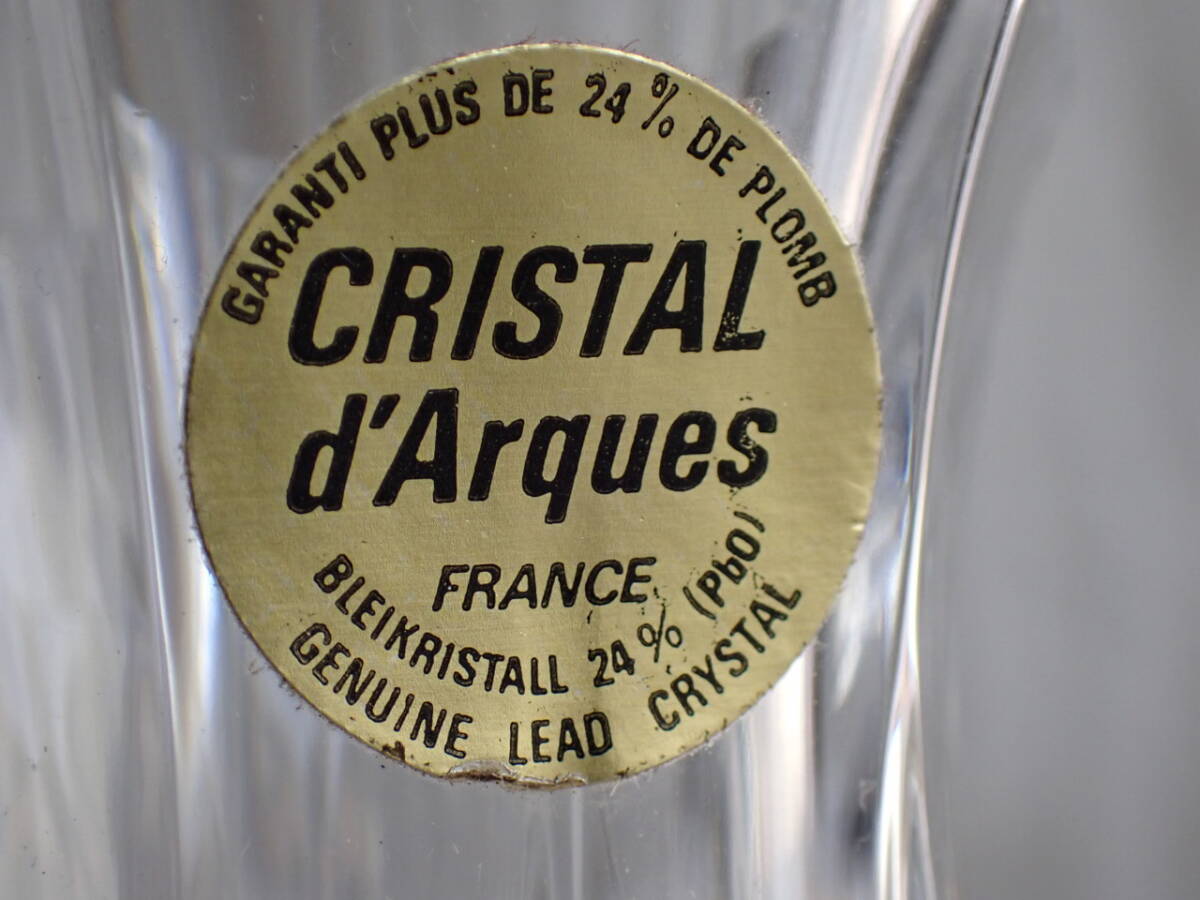 GARANTI PLUS DE 24 % DE PLOMB
CRISTAL
d'Arques
FRANCE
BLEIKRISTALL 24 % (PbO)
GENUINE LEAD CRYSTAL